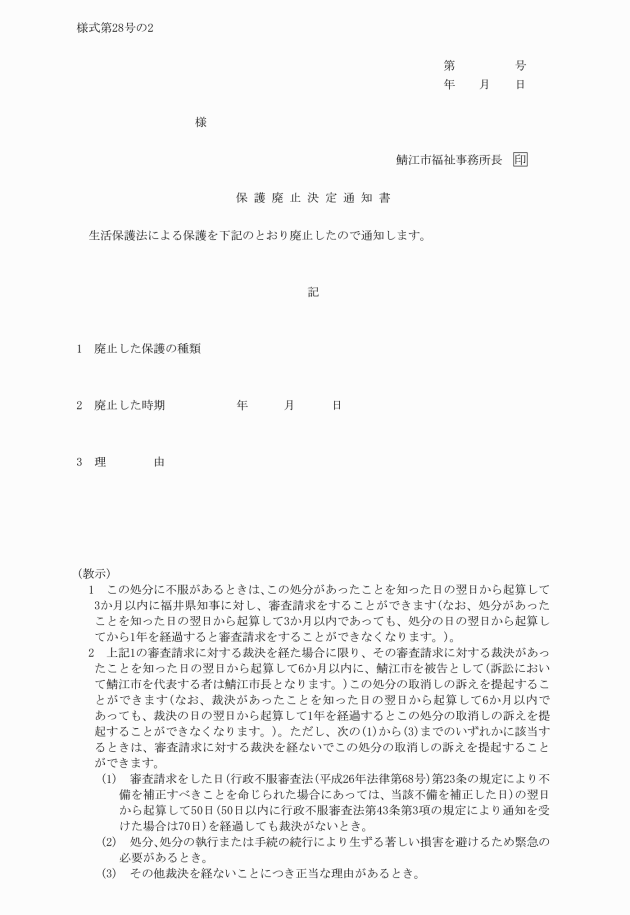 様式第28号の2
第　　　　　号
年　　月　　日
様
鯖江市福祉事務所長　印
保 護 廃 止 決 定 通 知 書
生活保護法による保護を下記のとおり廃止したので通知します。
記
1　廃止した保護の種類
2　廃止した時期　　　　　　年　　　月　　　日
3　理　　　　由
(教示)
1　この処分に不服があるときは、この処分があったことを知った日の翌日から起算して
3か月以内に福井県知事に対し、審査請求をすることができます(なお、処分があった
ことを知った日の翌日から起算して3か月以内であっても、処分の日の翌日から起算し
てから1年を経過すると審査請求をすることができなくなります。)。
2　上記1の審査請求に対する裁決を経た場合に限り、その審査請求に対する裁決があっ
たことを知った日の翌日から起算して6か月以内に、鯖江市を被告として(訴訟におい
て鯖江市を代表する者は鯖江市長となります。)この処分の取消しの訴えを提起するこ
とができます(なお、裁決があったことを知った日の翌日から起算して6か月以内で
あっても、裁決の日の翌日から起算して1年を経過するとこの処分の取消しの訴えを提
起することができなくなります。)。ただし、次の(1)から(3)までのいずれかに該当す
るときは、審査請求に対する裁決を経ないでこの処分の取消しの訴えを提起すること
ができます。
(1)　審査請求をした日(行政不服審査法(平成26年法律第68号)第23条の規定により不
備を補正すべきことを命じられた場合にあっては、当該不備を補正した日)の翌日
から起算して50日(50日以内に行政不服審査法第43条第3項の規定により通知を受
けた場合は70日)を経過しても裁決がないとき。
(2)　処分、処分の執行または手続の続行により生ずる著しい損害を避けるため緊急の
必要があるとき。
(3)　その他裁決を経ないことにつき正当な理由があるとき。